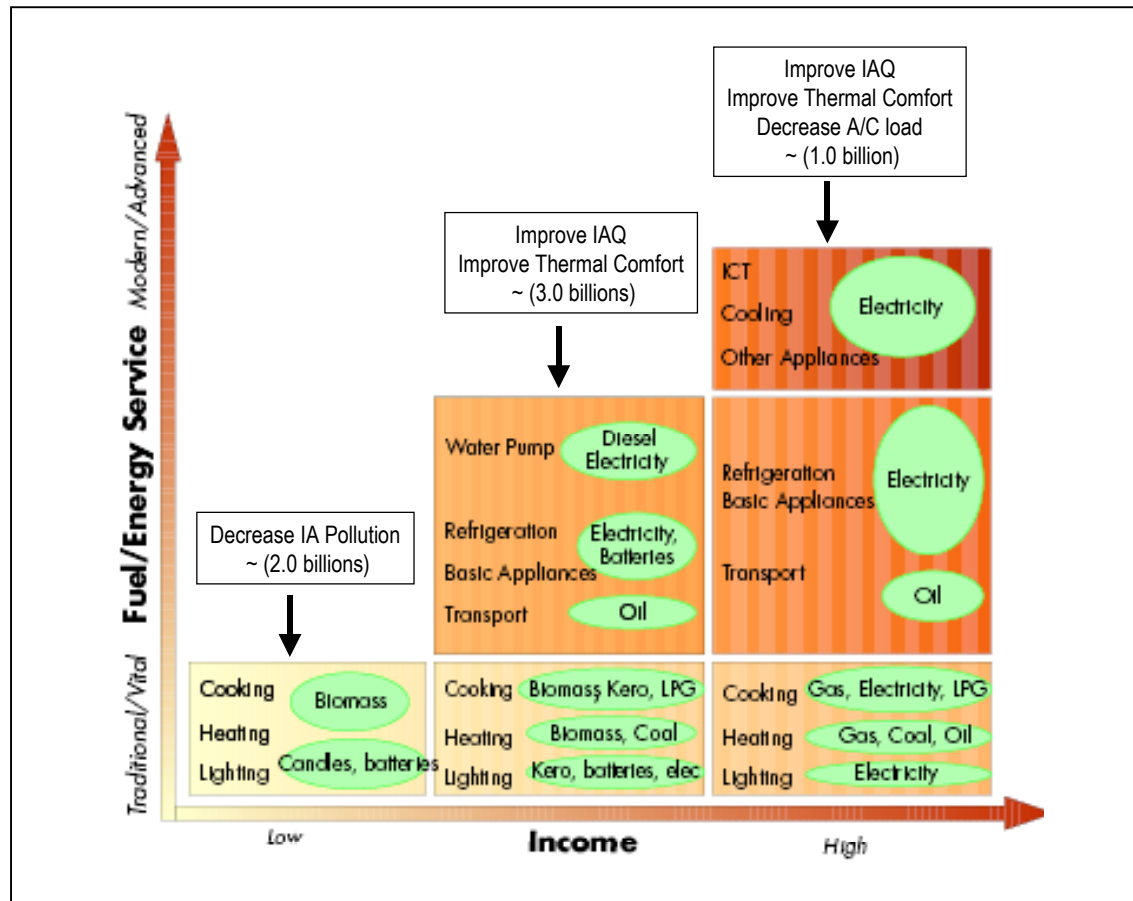 Improve IAQ
Improve Thermal Comfort
Decrease A/C load
~ (1.0 billion)
Improve IAQ
Improve Thermal Comfort
~ (3.0 billions)
Decrease IA Pollution
~ (2.0 billions)
Fuel/Energy Service
Modern/Advanced
Traditional/Vital
ICT
Cooling
Other Appliances
Electricity
Water Pump
Diesel
Electricity
Refrigeration
Basic Appliances
Electricity,
Batteries
Transport
Oil
Refrigeration
Basic Appliances
Electricity
Transport
Oil
Cooking
Biomass
Heating
Lighting
Candles, batteries
Cooking
Biomass, Kero, LPG
Heating
Biomass, Coal
Lighting
Kero, batteries, elec
Cooking
Gas, Electricity, LPG
Heating
Gas, Coal, Oil
Lighting
Electricity
Low
Income
High